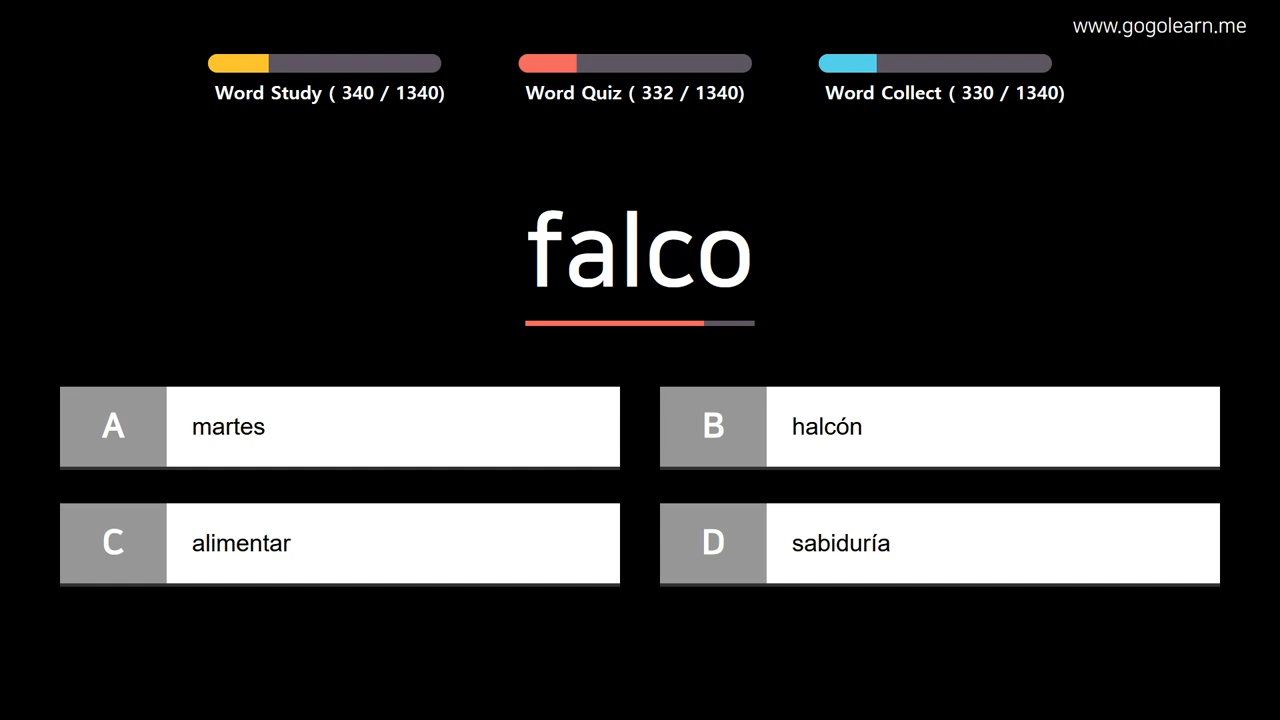 www.gogolearn.me
Word Study ( 340 / 1340)
Word Quiz ( 332 / 1340)
Word Collect ( 330 / 1340)
falco
A martes
B halcón
C alimentar
D sabiduría